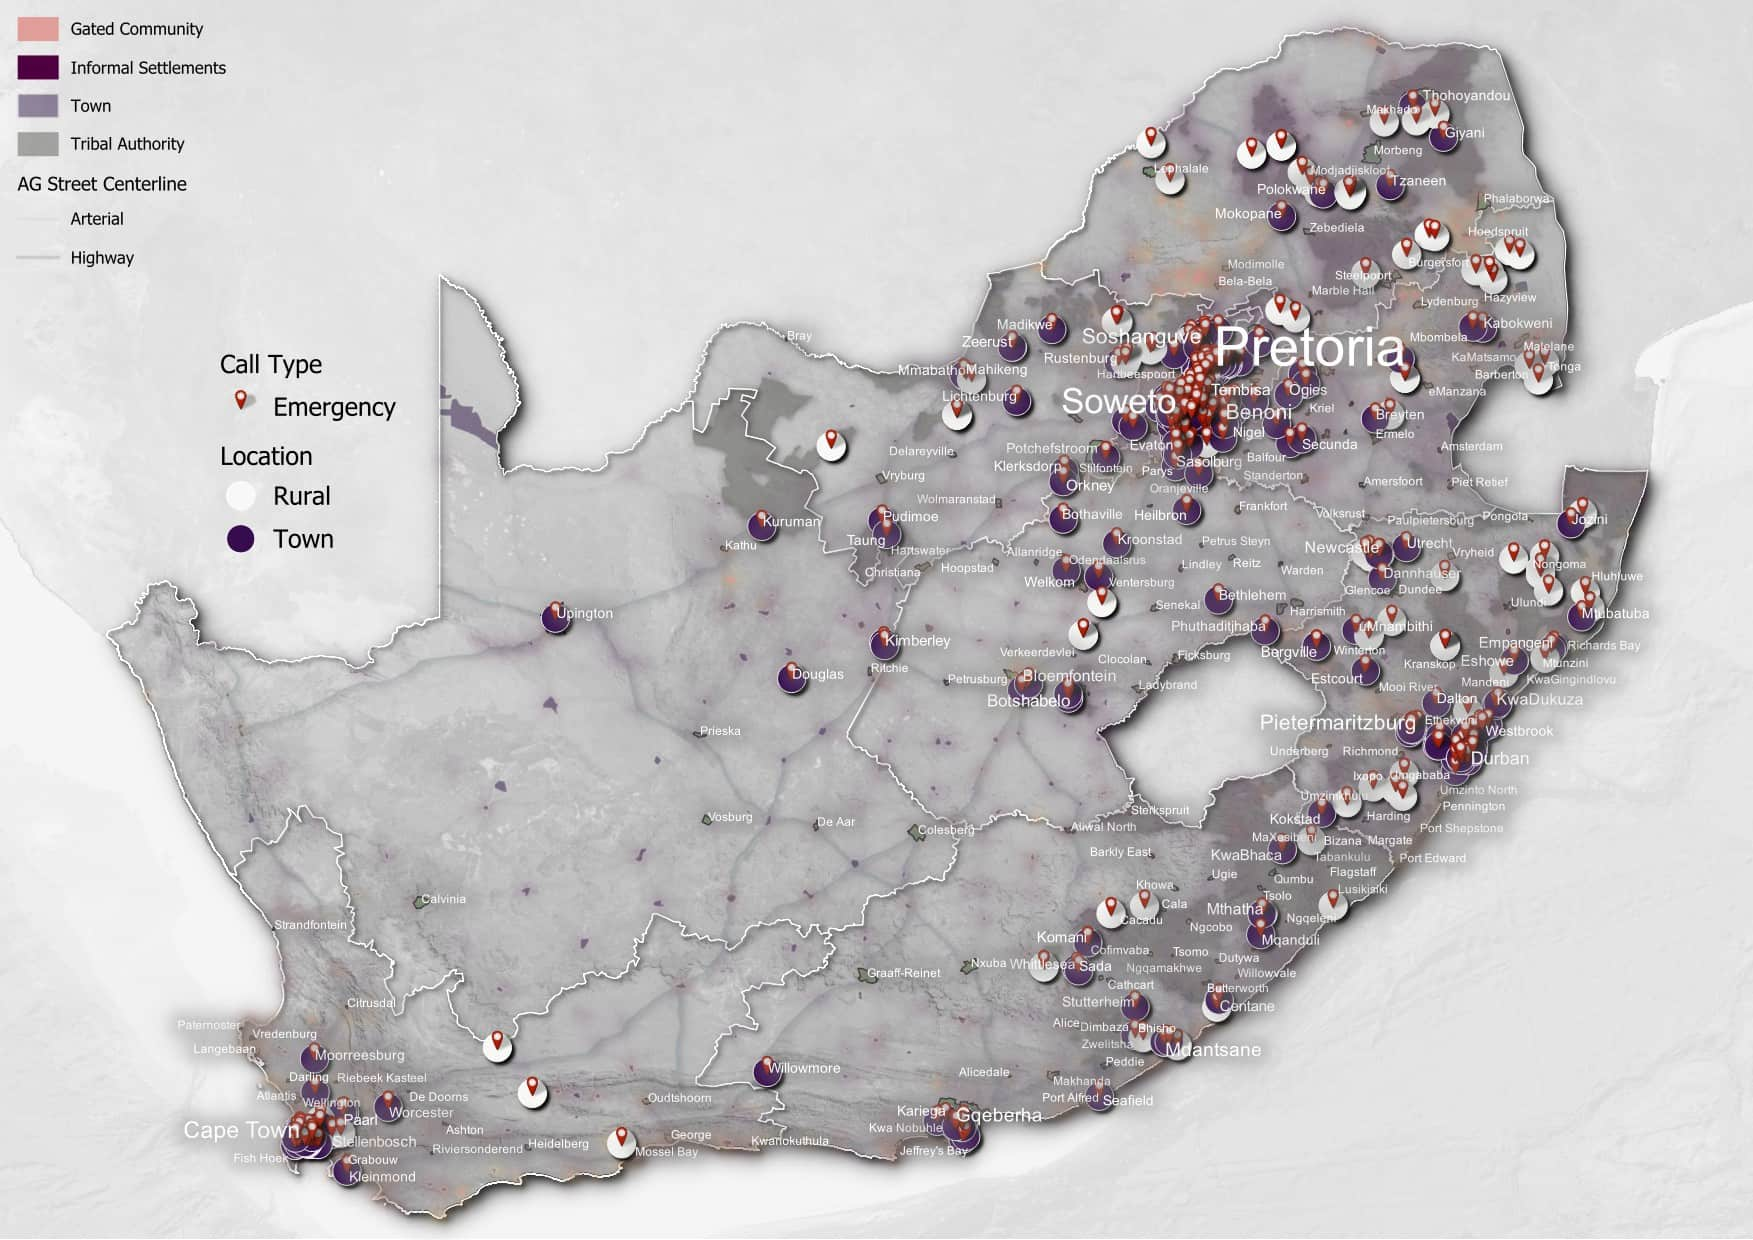 Gated Community
Informal Settlements
Town
Tribal Authority
AG Street Centerline
Arterial
Highway
Call Type
Emergency
Location
Rural
Town
Thohoyandou
Makhado
Giyani
Morbeng
Lephalale
Modjadjiskloof
Tzaneen
Polokwane
Phalaborwa
Mokopane
Zebediela
Hoedspruit
Modimolle
Burgersfort
Steelpoort
Bela-Bela
Marble Hall
Lydenburg
Hazyview
Madikwe
Kabokweni
Bray
Soshanguve
Mbombela
Zeerust
Pretoria
Malelane
Rustenburg
KaMatsamo
Mmabatho
Mahikeng
Hartbeespoort
Barberton
Tonga
Lichtenburg
Tembisa
Ogies
eManzana
Soweto
Benoni
Kriel
Breyten
Nigel
Ermelo
Delareyville
Potchefstroom
Evaton
Secunda
Amsterdam
Klerksdorp
Stilfontein
Parys
Sasolburg
Balfour
Vryburg
Orkney
Oranjeville
Standerton
Amersfoort
Piet Retief
Wolmaranstad
Frankfort
Pudimoe
Bothaville
Heilbron
Volksrust
Paulpietersburg
Pongola
Jozini
Kuruman
Taung
Kathu
Hartswater
Allanridge
Kroonstad
Petrus Steyn
Newcastle
Utrecht
Vryheid
Christiana
Hoopstad
Odendaalsrus
Lindley
Reitz
Warden
Dannhauser
Nongoma
Hluhluwe
Welkom
Ventersburg
Bethlehem
Glencoe
Dundee
Upington
Senekal
Harrismith
Ulundi
Mtubatuba
Kimberley
Phuthaditjhaba
uMnambithi
Verkeerdevlei
Clocolan
Ficksburg
Bergville
Winterton
Empangeni
Richards Bay
Ritchie
Kranskop
Eshowe
Mtunzini
Douglas
Petrusburg
Bloemfontein
Ladybrand
Estcourt
Mooi River
Mandeni
KwaGingindlovu
Botshabelo
Dalton
KwaDukuza
Prieska
Pietermaritzburg
Ethekwini
Westbrook
Underberg
Richmond
Durban
Ixopo
Umgababa
Umzinto North
Umzimkhulu
Pennington
Vosburg
De Aar
Colesberg
Sterkspruit
Kokstad
Harding
Aliwal North
Port Shepstone
MaXesibeni
Bizana
Margate
Barkly East
KwaBhaca
Tabankulu
Port Edward
Ugie
Flagstaff
Khowa
Qumbu
Lusikisiki
Calvinia
Cala
Tsolo
Strandfontein
Cacadu
Mthatha
Ngqeleni
Ngcobo
Komani
Mqanduli
Cofimvaba
Tsomo
Nxuba
Whittlesea
Sada
Ngqamakhwe
Dutywa
Graaff-Reinet
Willowvale
Cathcart
Butterworth
Citrusdal
Stutterheim
Centane
Paternoster
Vredenburg
Alice
Dimbaza
Bhisho
Langebaan
Moorreesburg
Zwelitsha
Mdantsane
Peddie
Willowmore
Alicedale
Darling
Riebeek Kasteel
Makhanda
Atlantis
Wellington
De Doorns
Oudtshoorn
Port Alfred
Seafield
Worcester
Kariega
Gqeberha
Paarl
Cape Town
Ashton
George
Kwa Nobuhle
Stellenbosch
Heidelberg
Kwanokuthula
Riviersonderend
Mossel Bay
Jeffrey's Bay
Fish Hoek
Grabouw
Kleinmond